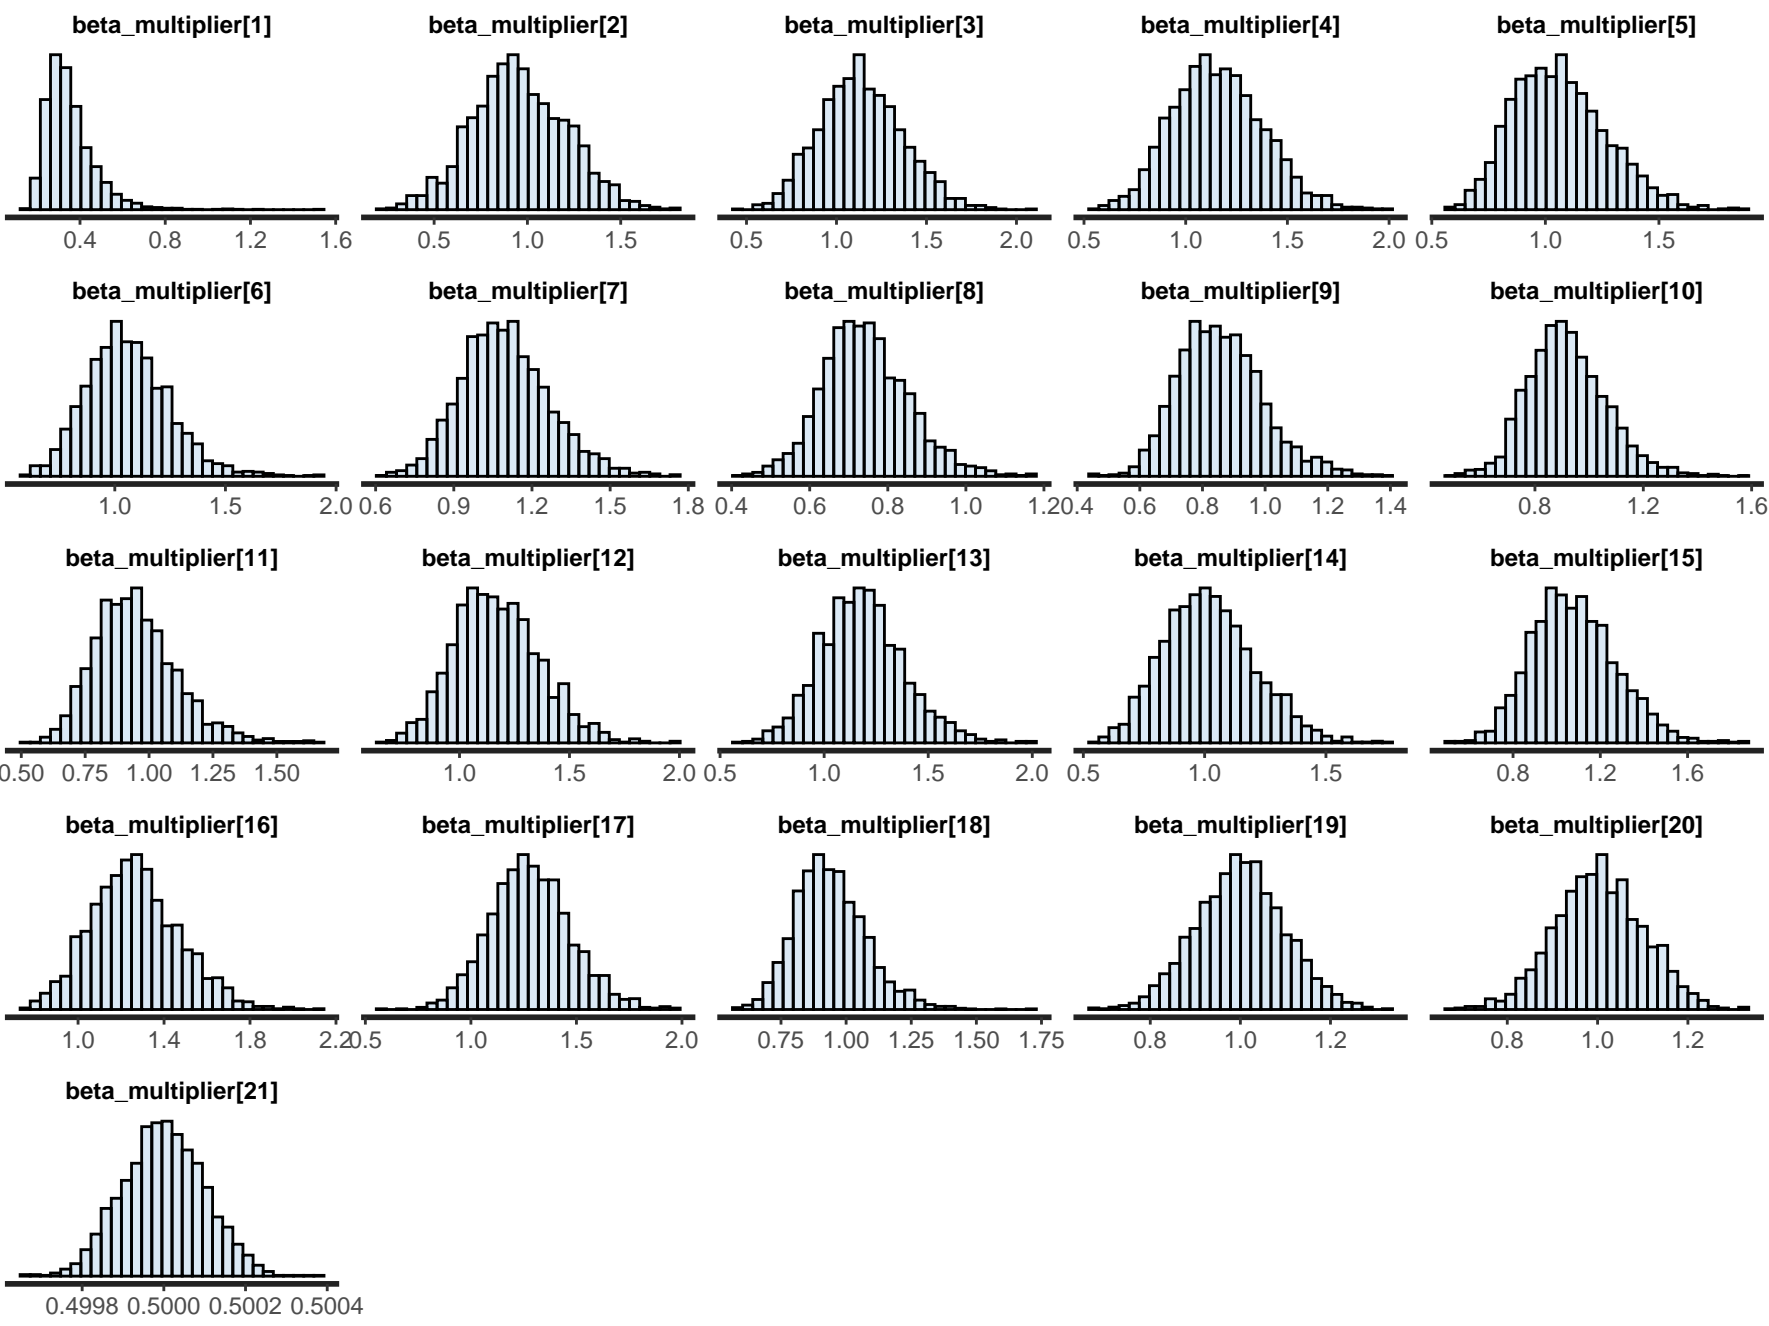 beta_multiplier[1] beta_multiplier[2] beta_multiplier[3] beta_multiplier[4] beta_multiplier[5]
0.4 0.8 1.2 1.6 0.5 1.0 1.5 0.5 1.0 1.5 2.0 0.5 1.0 1.5 2.0 0.5 1.0 1.5
beta_multiplier[6] beta_multiplier[7] beta_multiplier[8] beta_multiplier[9] beta_multiplier[10]
1.0 1.5 2.0 0.6 0.9 1.2 1.5 1.8 0.4 0.6 0.8 1.0 1.2 0.4 0.6 0.8 1.0 1.2 1.4 0.8 1.2 1.6
beta_multiplier[11] beta_multiplier[12] beta_multiplier[13] beta_multiplier[14] beta_multiplier[15]
0.50 0.75 1.00 1.25 1.50 1.0 1.5 2.0 0.5 1.0 1.5 2.0 0.5 1.0 1.5 0.8 1.2 1.6
beta_multiplier[16] beta_multiplier[17] beta_multiplier[18] beta_multiplier[19] beta_multiplier[20]
1.0 1.4 1.8 2.2 0.5 1.0 1.5 2.0 0.75 1.00 1.25 1.50 1.75 0.8 1.0 1.2 0.8 1.0 1.2
beta_multiplier[21]
0.4998 0.5000 0.5002 0.5004